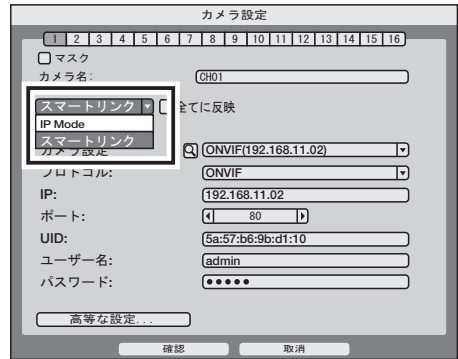 カメラ設定
1 2 3 4 5 6 7 8 9 10 11 12 13 14 15 16
マスク
カメラ名: CH01
スマートリンク 全てに反映
IP Mode
スマートリンク
カメラ設定 ONVIF(192.168.11.02)
プロトコル: ONVIF
IP: 192.168.11.02
ポート: 80
UID: 5a:57:b6:9b:d1:10
ユーザー名: admin
パスワード: ●●●●●
高等な設定...
確認 取消